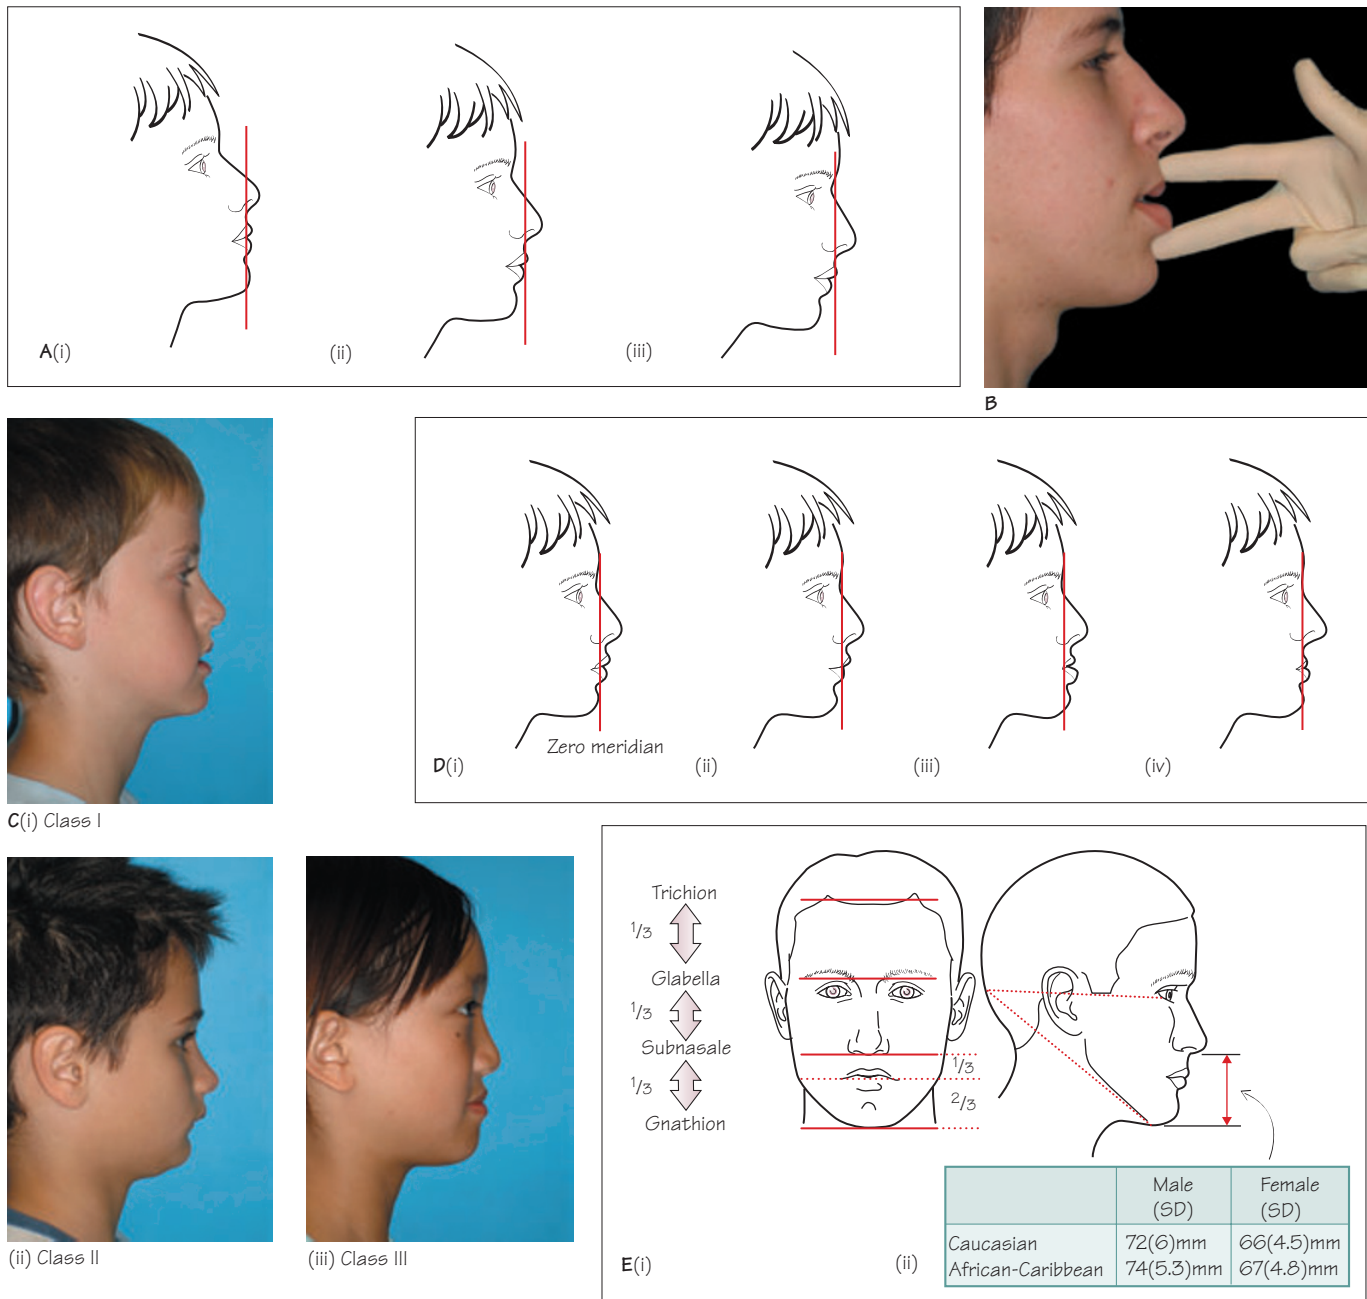 A(i)
(ii)
(iii)
B
C(i) Class I
Zero meridian
D(i)
(ii)
(iii)
(iv)
(ii) Class II
(iii) Class III
Trichion
1/3
Glabella
1/3
Subnasale
1/3
Gnathion
1/3
2/3
E(i)
(ii)
Male Female
(SD) (SD)
Caucasian 72(6)mm 66(4.5)mm
African-Caribbean 74(5.3)mm 67(4.8)mm